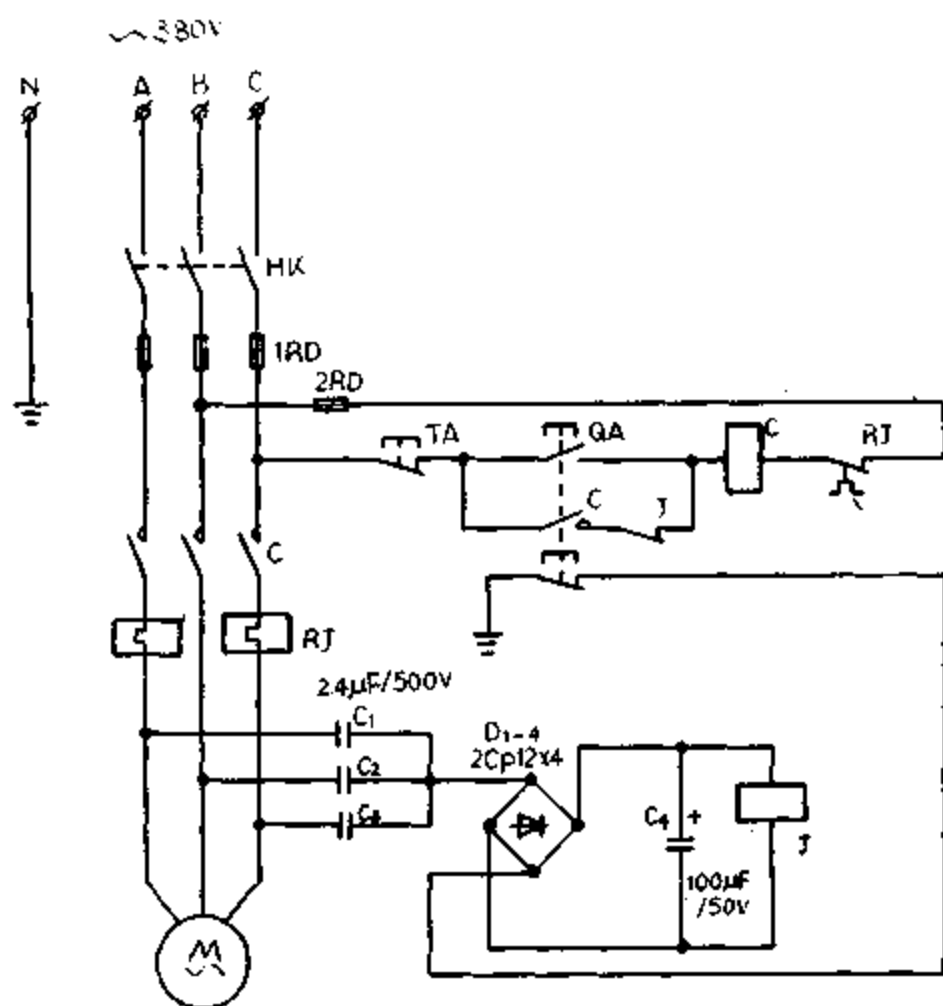 ~380V
N A B C
HK
1RD
2RD
TA QA C RJ
C J
C
RJ
2.4μF/500V
C1
D1-4
2Cp12x4
C2
C3
C4 +
J
100μF
/50V
M
~